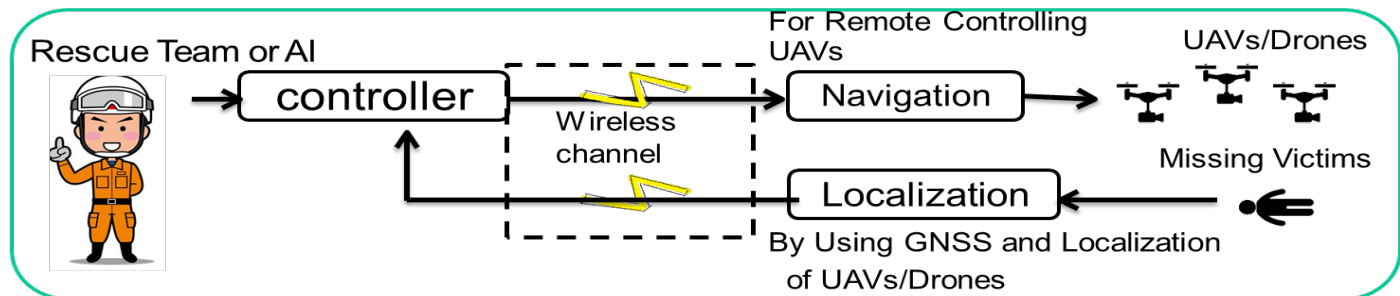 Rescue Team or AI
controller
Wireless
channel
For Remote Controlling
UAVs
Navigation
UAVs/Drones
Missing Victims
Localization
By Using GNSS and Localization
of UAVs/Drones